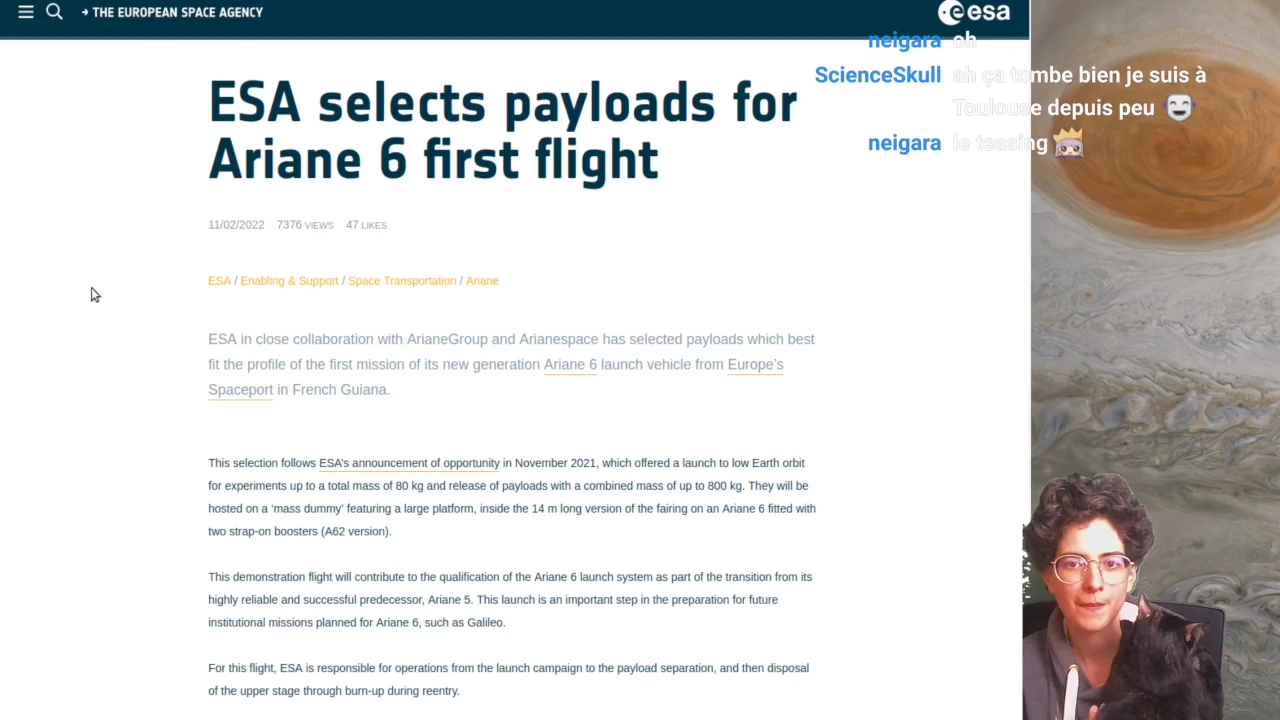 → THE EUROPEAN SPACE AGENCY
esa
neigara oh
ScienceSkull ah ça tombe bien je suis à
Toulouse depuis peu
neigara le teasing
ESA selects payloads for
Ariane 6 first flight
11/02/2022 7376 VIEWS 47 LIKES
ESA / Enabling & Support / Space Transportation / Ariane
ESA in close collaboration with ArianeGroup and Arianespace has selected payloads which best
fit the profile of the first mission of its new generation Ariane 6 launch vehicle from Europe's
Spaceport in French Guiana.
This selection follows ESA's announcement of opportunity in November 2021, which offered a launch to low Earth orbit
for experiments up to a total mass of 80 kg and release of payloads with a combined mass of up to 800 kg. They will be
hosted on a 'mass dummy' featuring a large platform, inside the 14 m long version of the fairing on an Ariane 6 fitted with
two strap-on boosters (A62 version).
This demonstration flight will contribute to the qualification of the Ariane 6 launch system as part of the transition from its
highly reliable and successful predecessor, Ariane 5. This launch is an important step in the preparation for future
institutional missions planned for Ariane 6, such as Galileo.
For this flight, ESA is responsible for operations from the launch campaign to the payload separation, and then disposal
of the upper stage through burn-up during reentry.